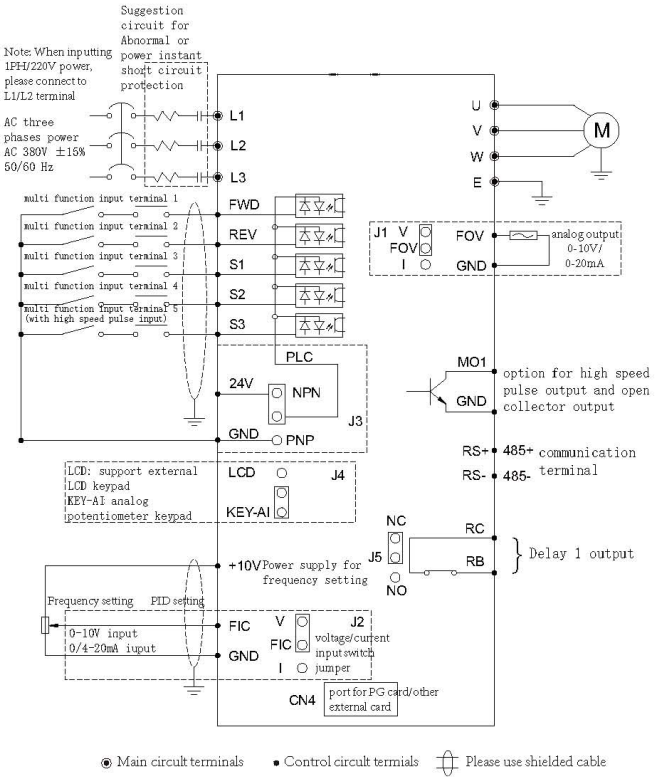 Suggestion
circuit for
Abnormal or
power instant
short circuit
protection
Note: When inputting
1PH/220V power,
please connect to
L1/L2 terminal
AC three
phases power
AC 380V ±15%
50/60 Hz
L1
L2
L3
U
V
W
E
M
multi function input terminal 1
FWD
multi function input terminal 2
REV
multi function input terminal 3
S1
multi function input terminal 4
S2
multi function input terminal 5
(with high speed pulse input)
S3
J1 V
FOV
I
FOV
GND
analog output
0-10V/
0-20mA
PLC
24V
NPN
J3
GND
PNP
MO1
GND
option for high speed
pulse output and open
collector output
RS+ 485+
RS- 485-
communication
terminal
LCD: support external
LCD keypad
KEY-AI analog
potentiometer keypad
LCD
J4
KEY-AI
NC
J5
NO
RC
RB
Delay 1 output
+10V
Power supply for
frequency setting
Frequency setting PID setting
0-10V input
0/4-20mA iuput
FIC
GND
V
FIC
I
J2
voltage/current
input switch
jumper
CN4
port for PG card/other
external card
Main circult terminals
Control circult termials
Please use shielded cable